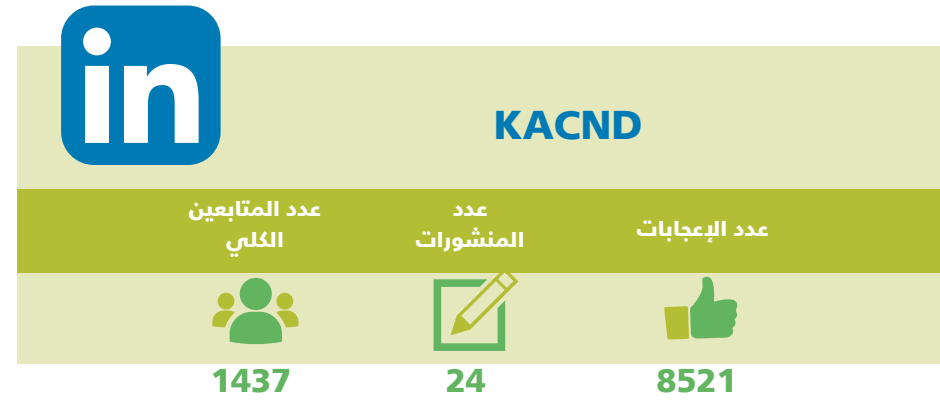 in
KACND
عدد الإعجابات
عدد
المنشورات
عدد المتابعين
الكلي
8521
24
1437